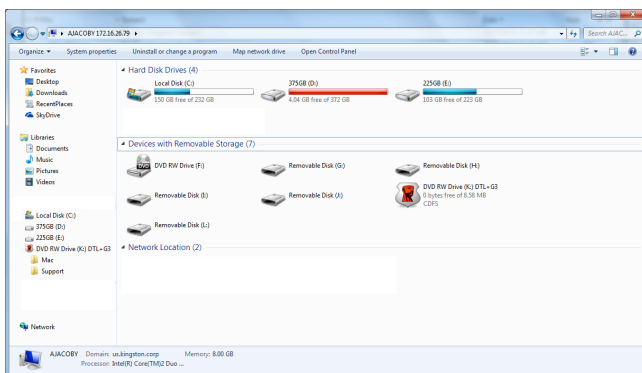 AJACOBY 172.16.26.79
Search AJAC...
Organize
System properties
Uninstall or change a program
Map network drive
Open Control Panel
Favorites
Desktop
Downloads
RecentPlaces
SkyDrive
Libraries
Documents
Music
Pictures
Videos
Local Disk (C:)
375GB (D:)
225GB (E:)
DVD RW Drive (K:) DTL+G3
Mac
Support
Network
Hard Disk Drives (4)
Local Disk (C:)
150 GB free of 232 GB
375GB (D:)
4.04 GB free of 372 GB
225GB (E:)
103 GB free of 223 GB
Devices with Removable Storage (7)
DVD RW Drive (F:)
Removable Disk (G:)
Removable Disk (H:)
Removable Disk (I:)
Removable Disk (J:)
DVD RW Drive (K:) DTL+G3
0 bytes free of 8.58 MB
CDFS
Removable Disk (L:)
Network Location (2)
AJACOBY
Domain: us.kingston.corp
Memory: 8.00 GB
Processor: Intel(R) Core(TM)2 Duo ...